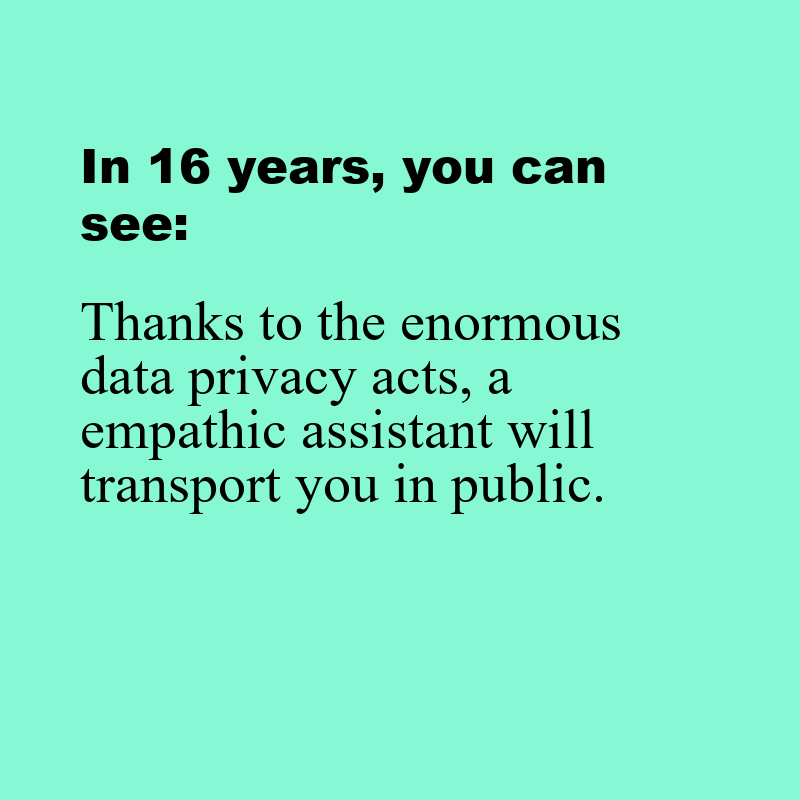 In 16 years, you can
see:
Thanks to the enormous
data privacy acts, a
empathic assistant will
transport you in public.